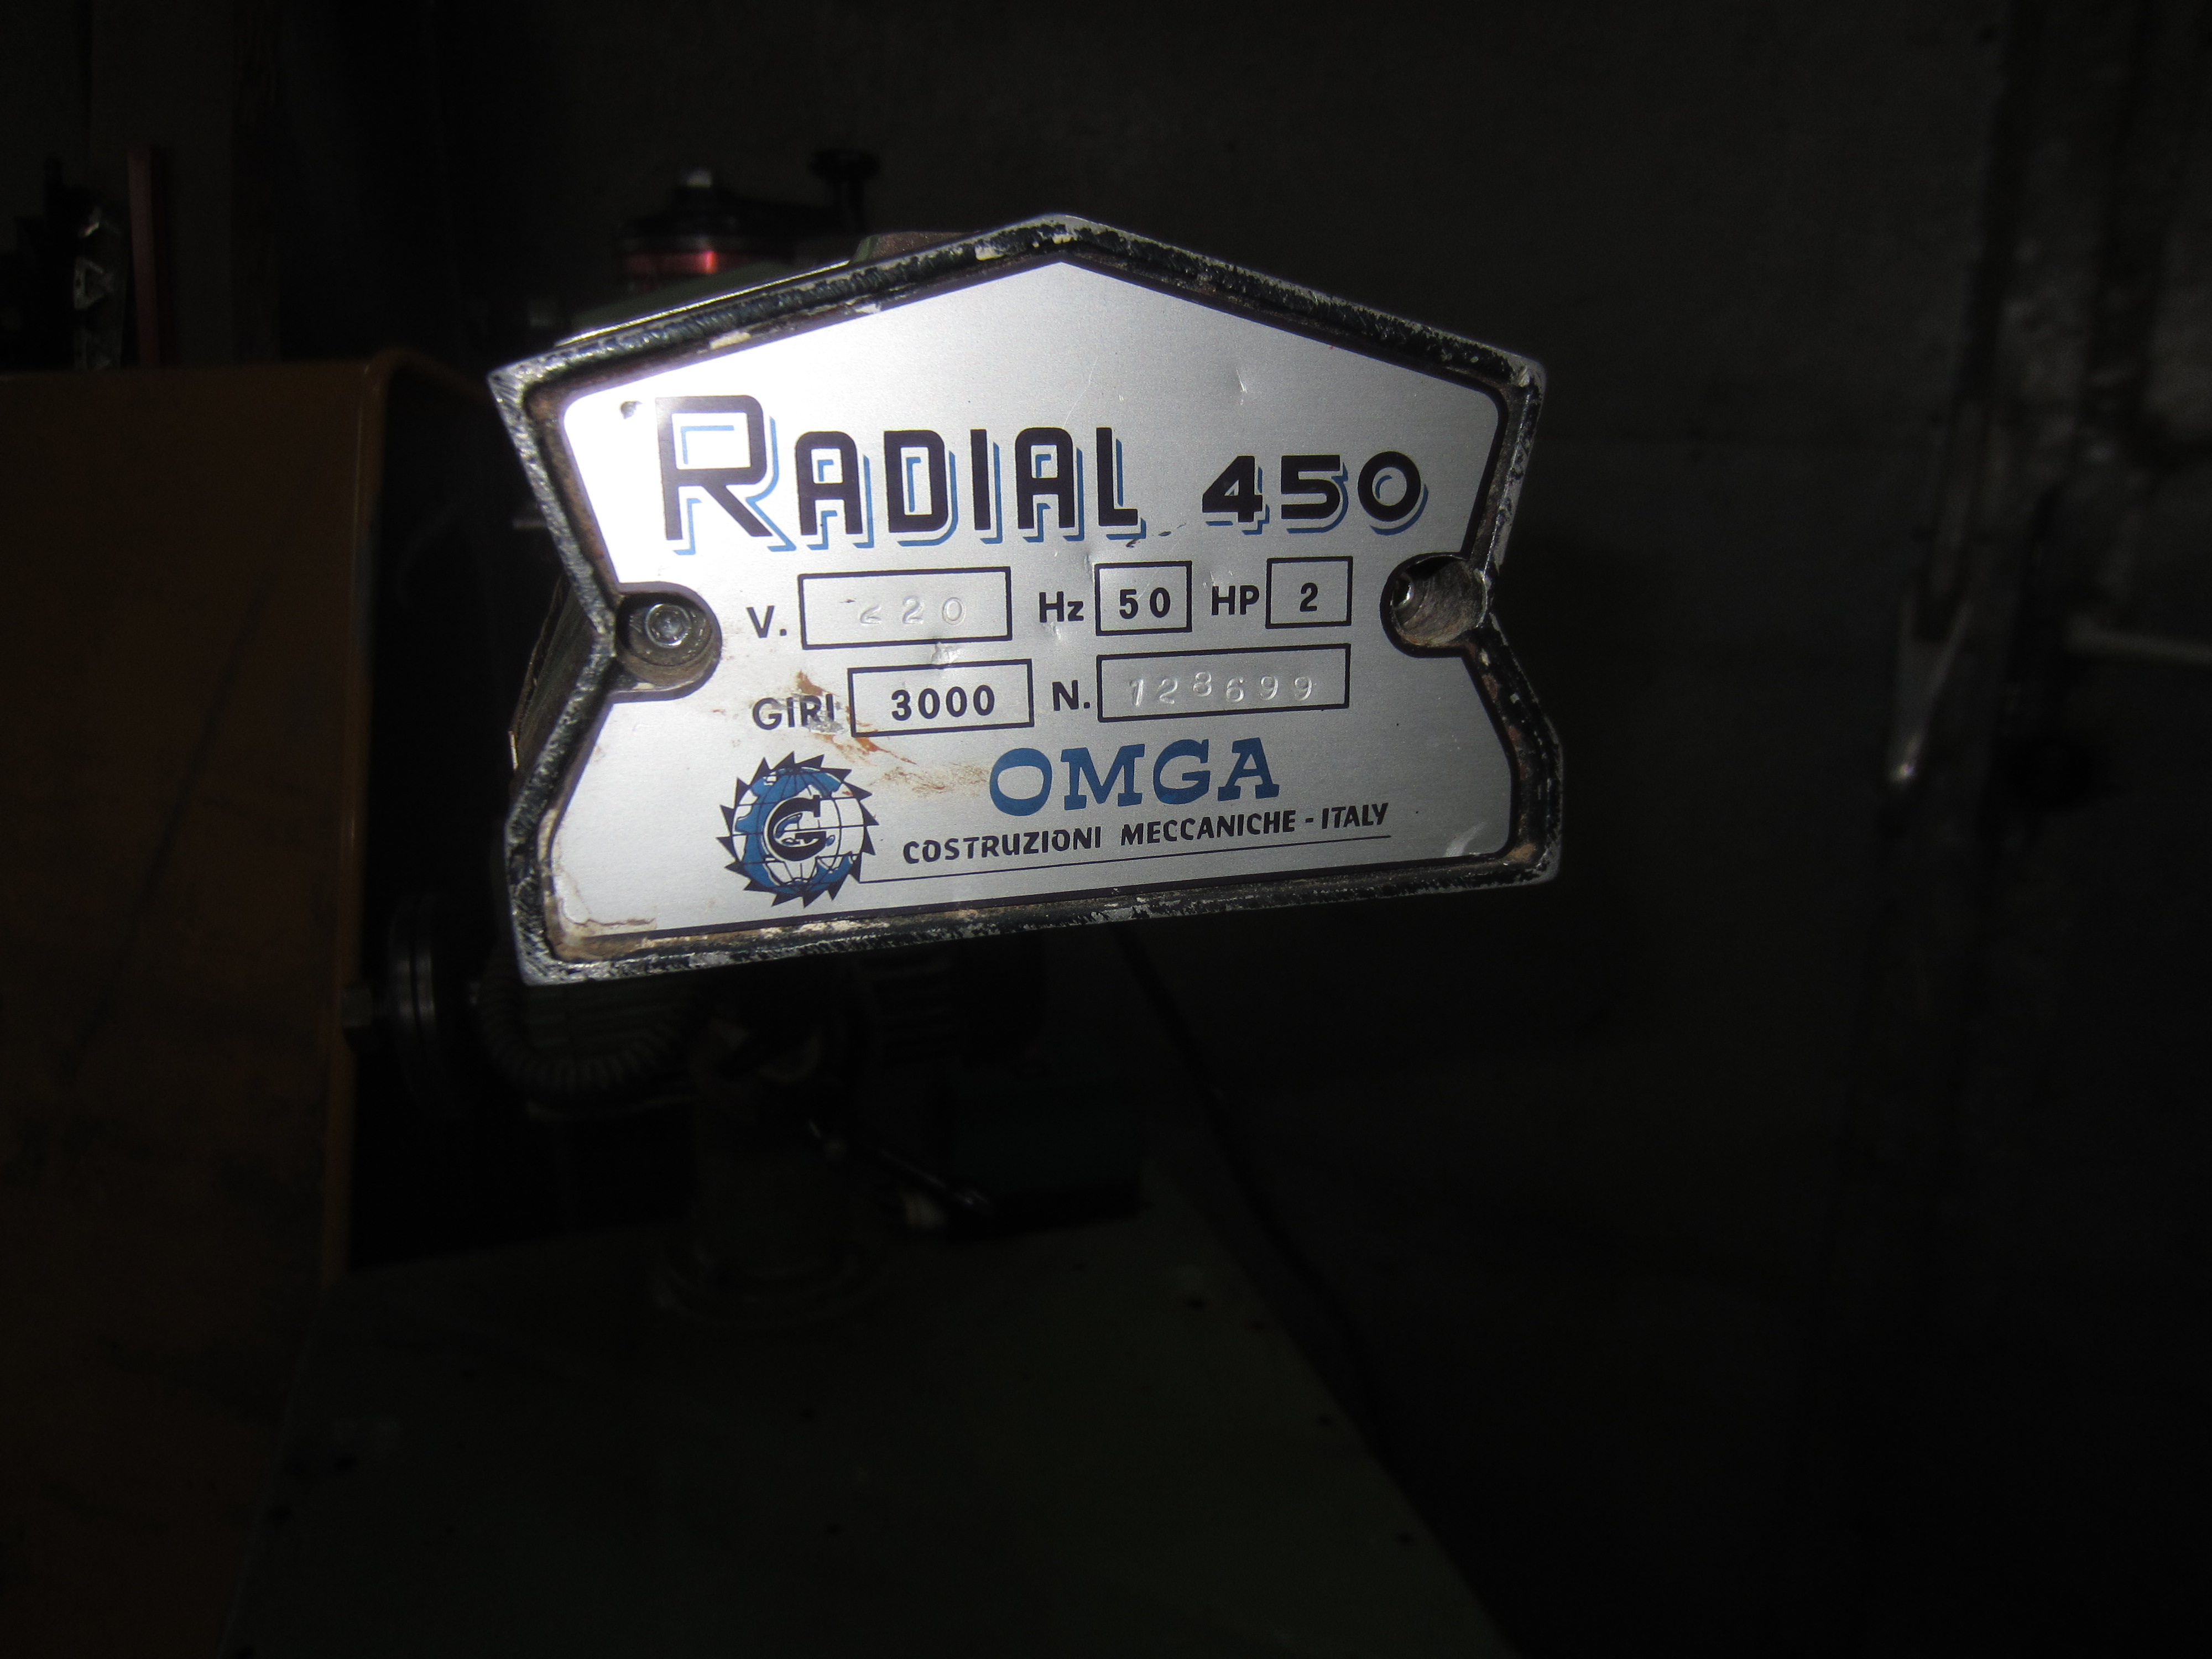 RADIAL 450
V. 220 Hz 50 HP 2
GIRI 3000 N. 128699
G
OMGA
COSTRUZIONI MECCANICHE - ITALY